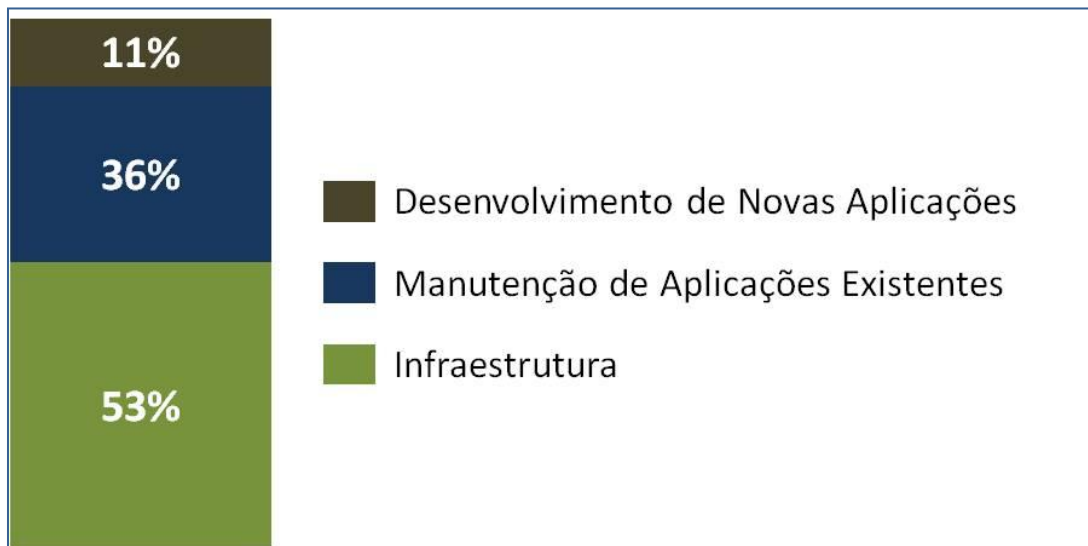 11%
36%
53%
Desenvolvimento de Novas Aplicações
Manutenção de Aplicações Existentes
Infraestrutura